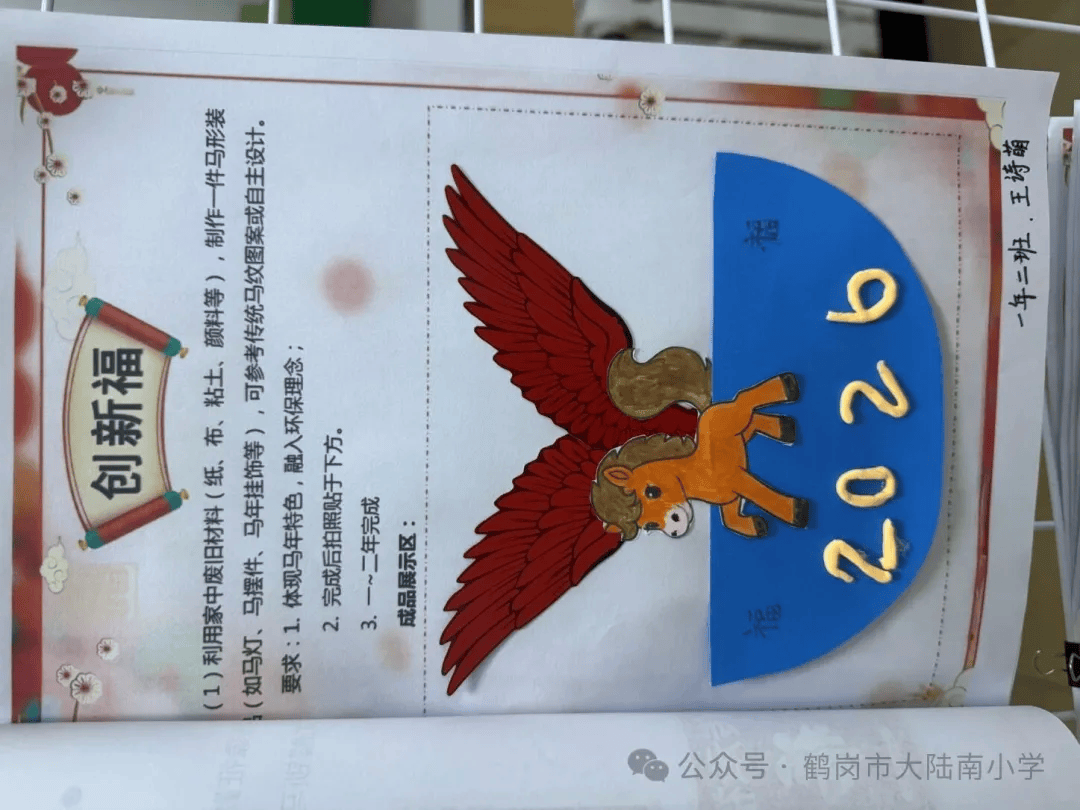 创新福
(1)利用家中废旧材料(纸、布、粘土、颜料等),制作一件马形装
品(如马灯、马摆件、马年挂饰等),可参考传统马纹图案或自主设计。
要求:1. 体现马年特色,融入环保理念;
2. 完成后拍照贴于下方。
3. 一~二年完成
成品展示区:
福
福
2026
一年二班.王诗萌
公众号·鹤岗市大陆南小学